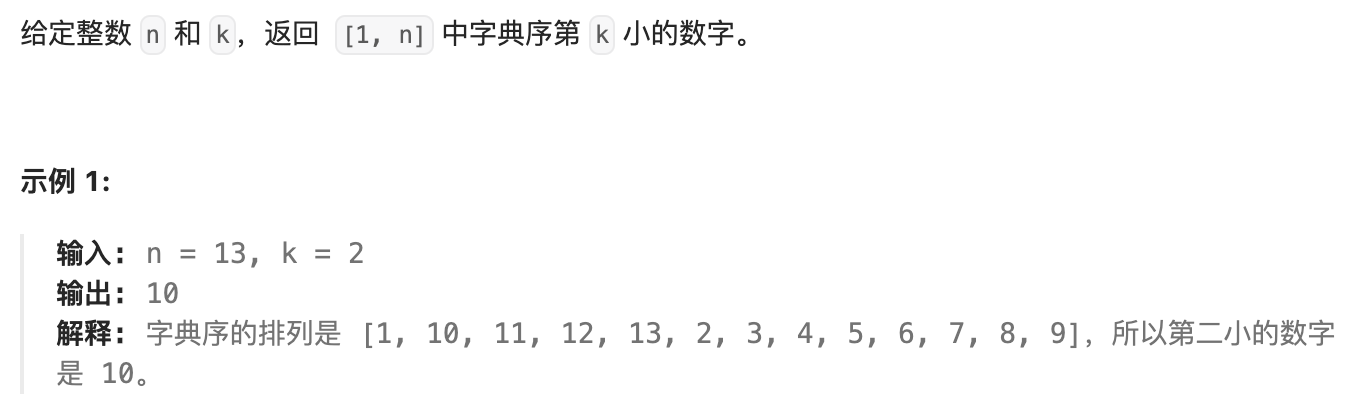 给定整数 n 和 k，返回 [1, n] 中字典序第 k 小的数字。
示例 1:
输入: n = 13, k = 2
输出: 10
解释: 字典序的排列是 [1, 10, 11, 12, 13, 2, 3, 4, 5, 6, 7, 8, 9]，所以第二小的数字
是 10。